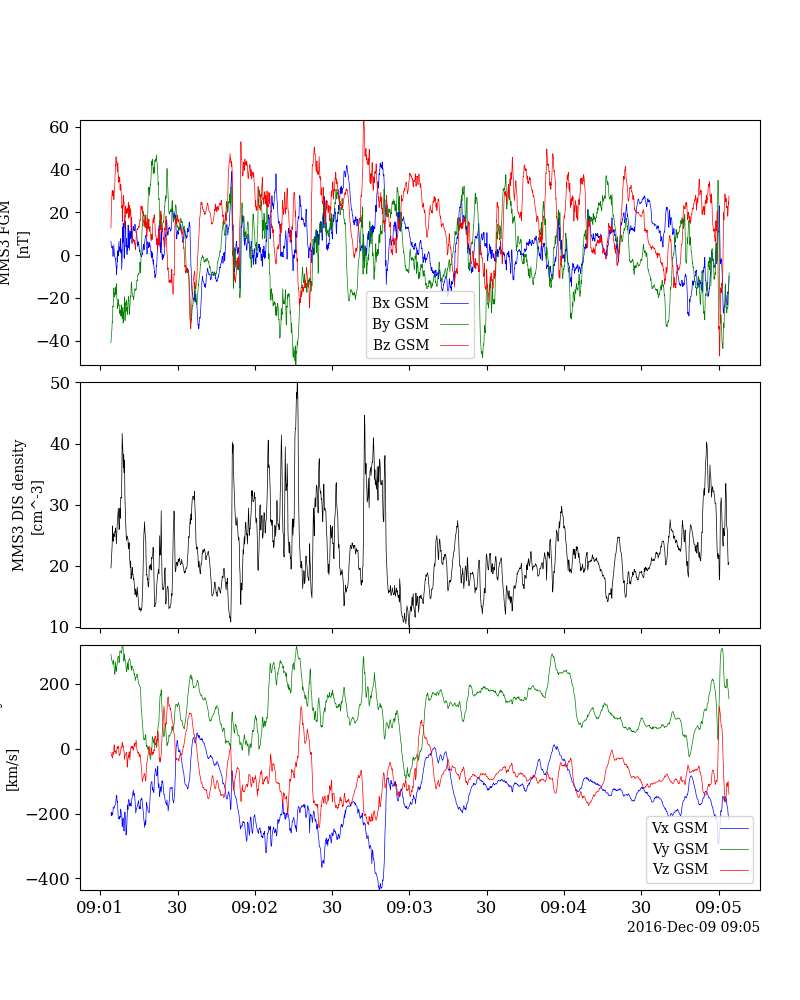 60
40
20
0
−20
−40
MMS3 FGM
[nT]
Bx GSM
By GSM
Bz GSM
50
40
30
20
10
MMS3 DIS density
[cm^-3]
200
0
−200
−400
[km/s]
Vx GSM
Vy GSM
Vz GSM
09:01 30 09:02 30 09:03 30 09:04 30 09:05
2016-Dec-09 09:05